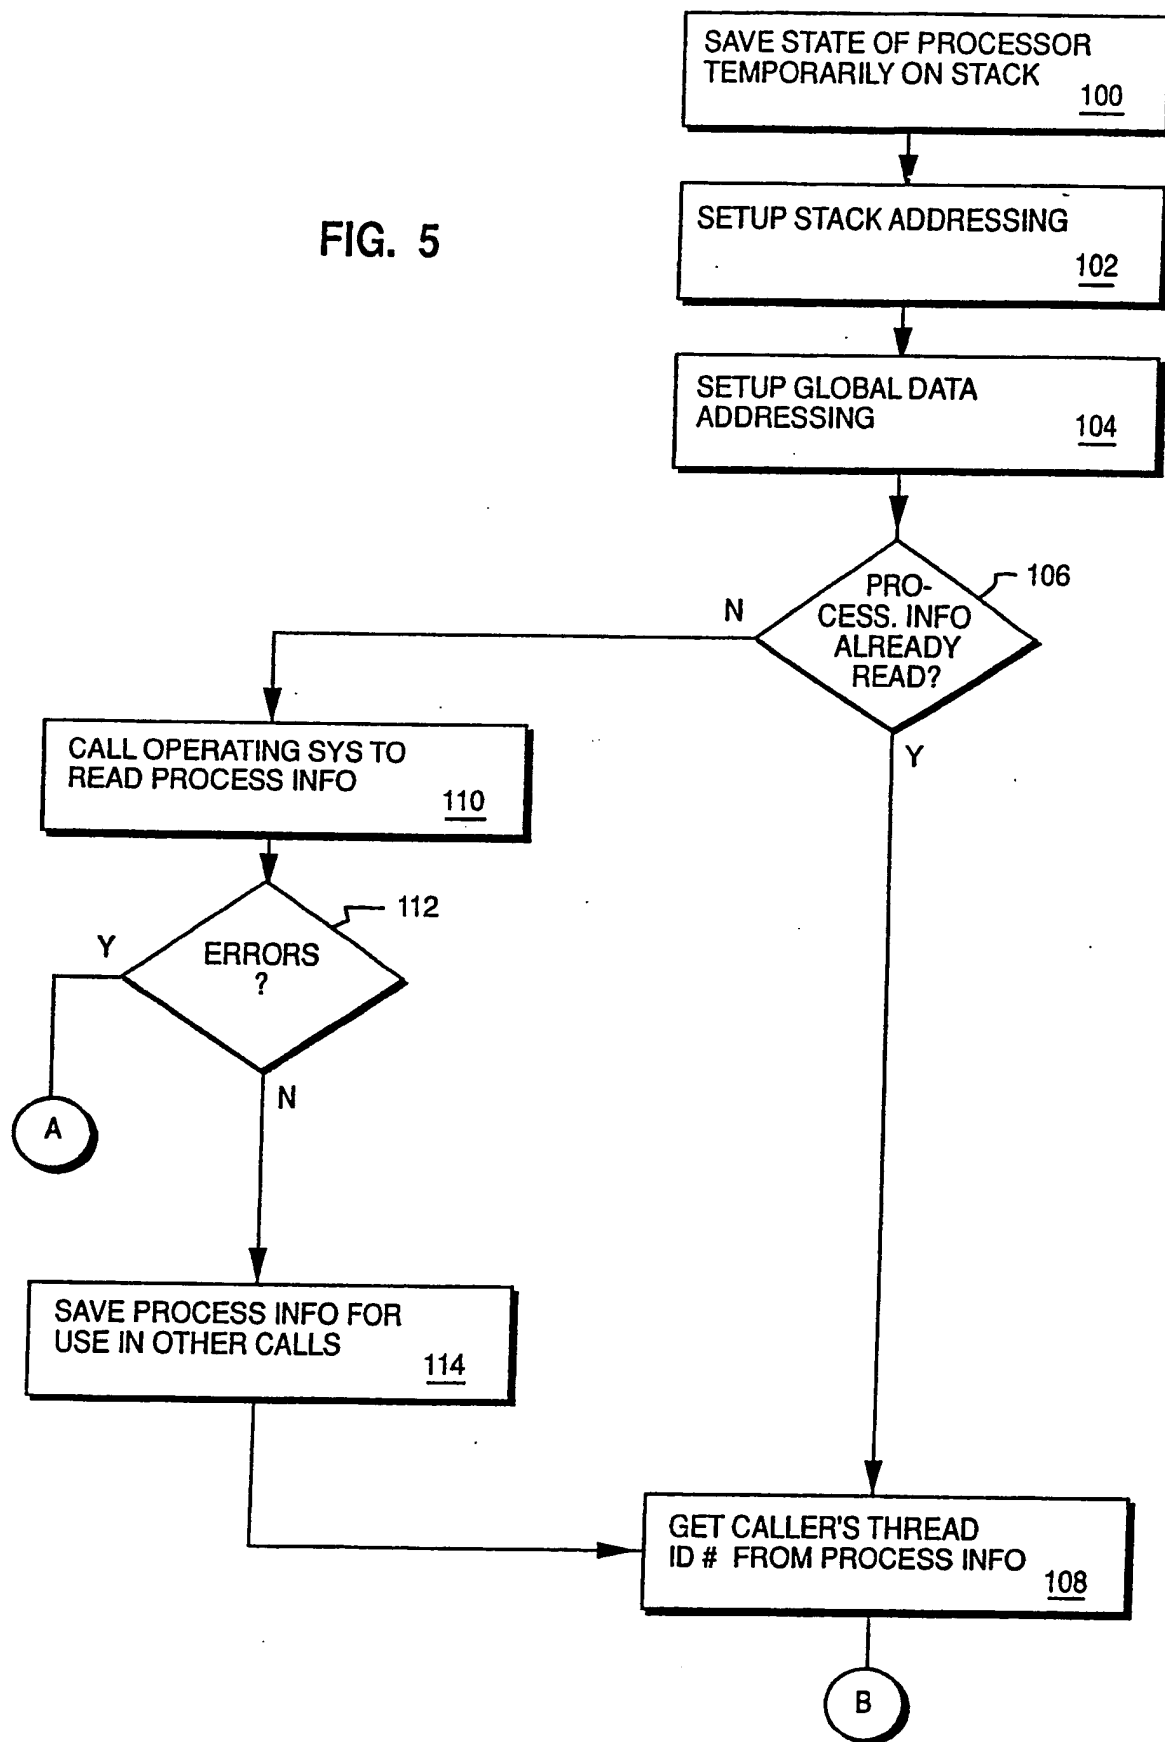 SAVE STATE OF PROCESSOR
TEMPORARILY ON STACK
100
FIG. 5
SETUP STACK ADDRESSING
102
SETUP GLOBAL DATA
ADDRESSING
104
106
PRO-
CESS. INFO
ALREADY
READ?
N
Y
CALL OPERATING SYS TO
READ PROCESS INFO
110
112
ERRORS
?
Y
N
A
SAVE PROCESS INFO FOR
USE IN OTHER CALLS
114
GET CALLER'S THREAD
ID # FROM PROCESS INFO
108
B